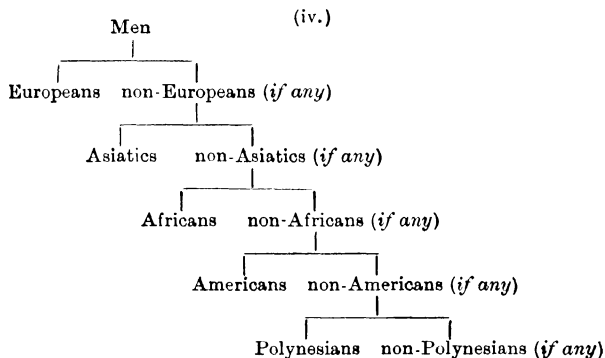 (iv.)
Men
Europeans non-Europeans (if any)
Asiatics non-Asiatics (if any)
Africans non-Africans (if any)
Americans non-Americans (if any)
Polynesians non-Polynesians (if any)